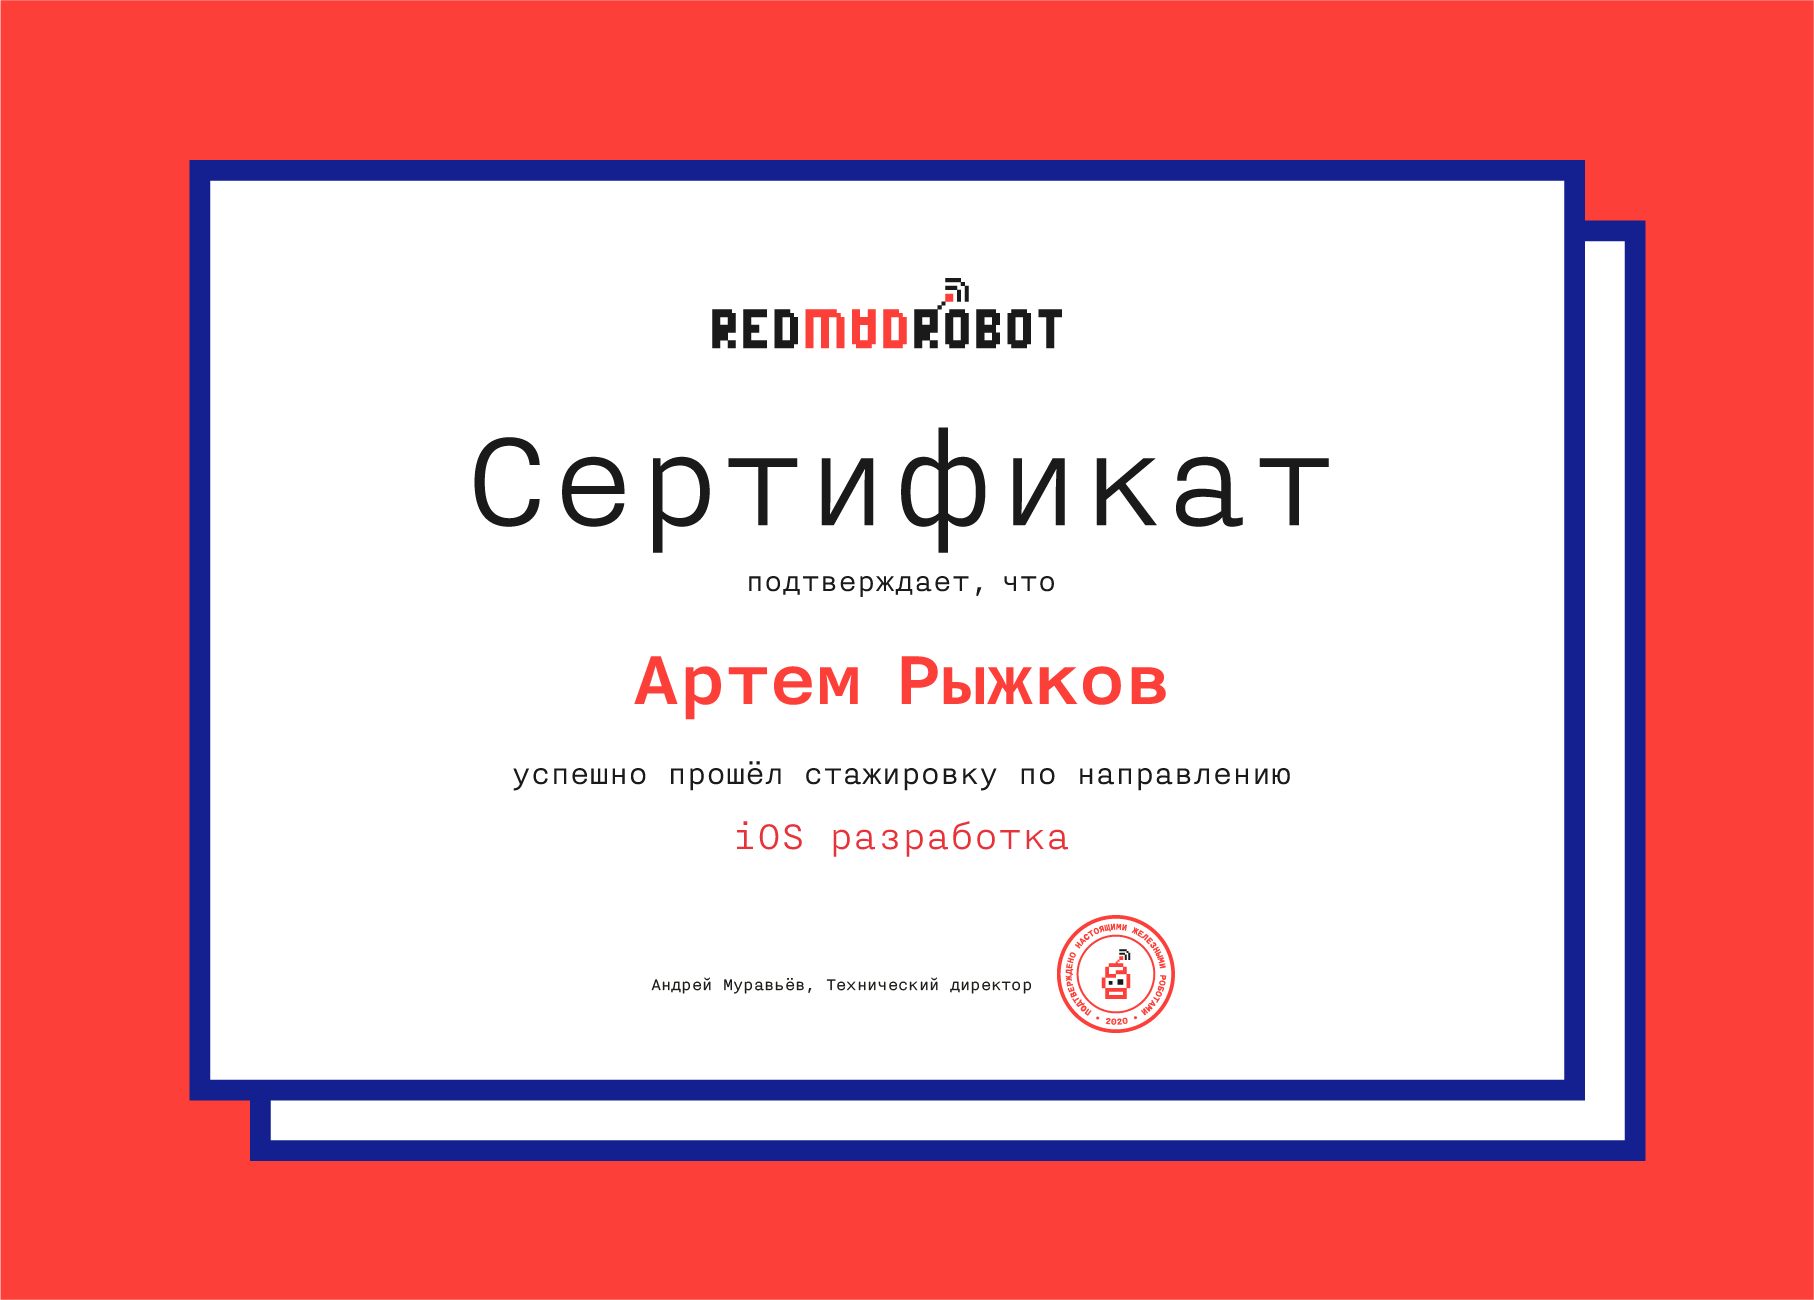 REDMADROBOT
Сертификат
подтверждает, что
Артем Рыжков
успешно прошёл стажировку по направлению
iOS разработка
Андрей Муравьёв, Технический директор
ПОДТВЕРЖДЕНО НАСТОЯЩИМИ ЖЕЛЕЗНЫМИ РОБОТАМИ • 2020 •